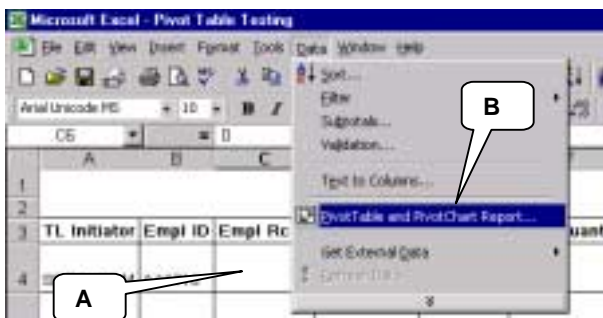 Microsoft Excel - Pivot Table Testing
File Edit View Insert Format Tools Data Window Help
Arial Unicode MS 10 B I
C6 = 0
A B C
1
2
3 TL Initiator Empl ID Empl Rc
4
Sort...
Filter
Subtotals...
Validation...
Text to Columns...
PivotTable and PivotChart Report...
Get External Data
A
B